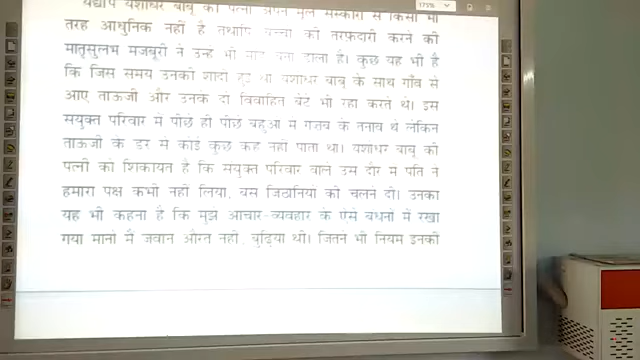 यद्यपि यशोधर बाबू की पत्नी अपने मूल संस्कारों से किसी भी
तरह आधुनिक नहीं है तथापि बच्चों की तरफ़दारी करने की
मातृसुलभ मजबूरी ने उन्हें भी बना डाला है। कुछ यह भी है
कि जिस समय उनकी शादी हुई थी यशोधर बाबू के साथ गाँव से
आए ताऊजी और उनके दो विवाहित बेटे भी रहा करते थे। इस
संयुक्त परिवार में पीछे ही पीछे बहुओं में गज़ब के तनाव थे लेकिन
ताऊजी के डर से कोई कुछ कह नहीं पाता था। यशोधर बाबू की
पत्नी को शिकायत है कि संयुक्त परिवार वाले उस दौर में पति ने
हमारा पक्ष कभी नहीं लिया, बस जिठानियों की चलने दी। उनका
यह भी कहना है कि मुझे आचार-व्यवहार के ऐसे बंधनों में रखा
गया मानो मैं जवान औरत नहीं, बुढ़िया थी। जितने भी नियम इनकी
175%